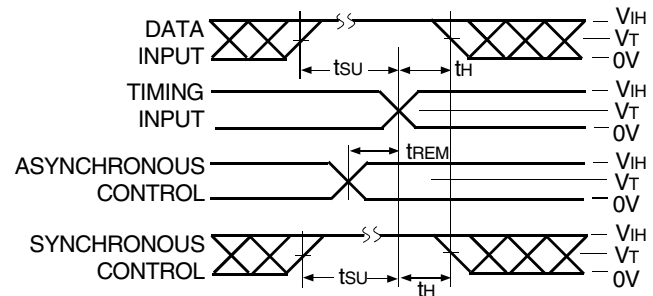 DATA INPUT
tSU
tH
VIH
VT
0V
TIMING INPUT
VIH
VT
0V
tREM
ASYNCHRONOUS CONTROL
VIH
VT
0V
SYNCHRONOUS CONTROL
tSU
tH
VIH
VT
0V